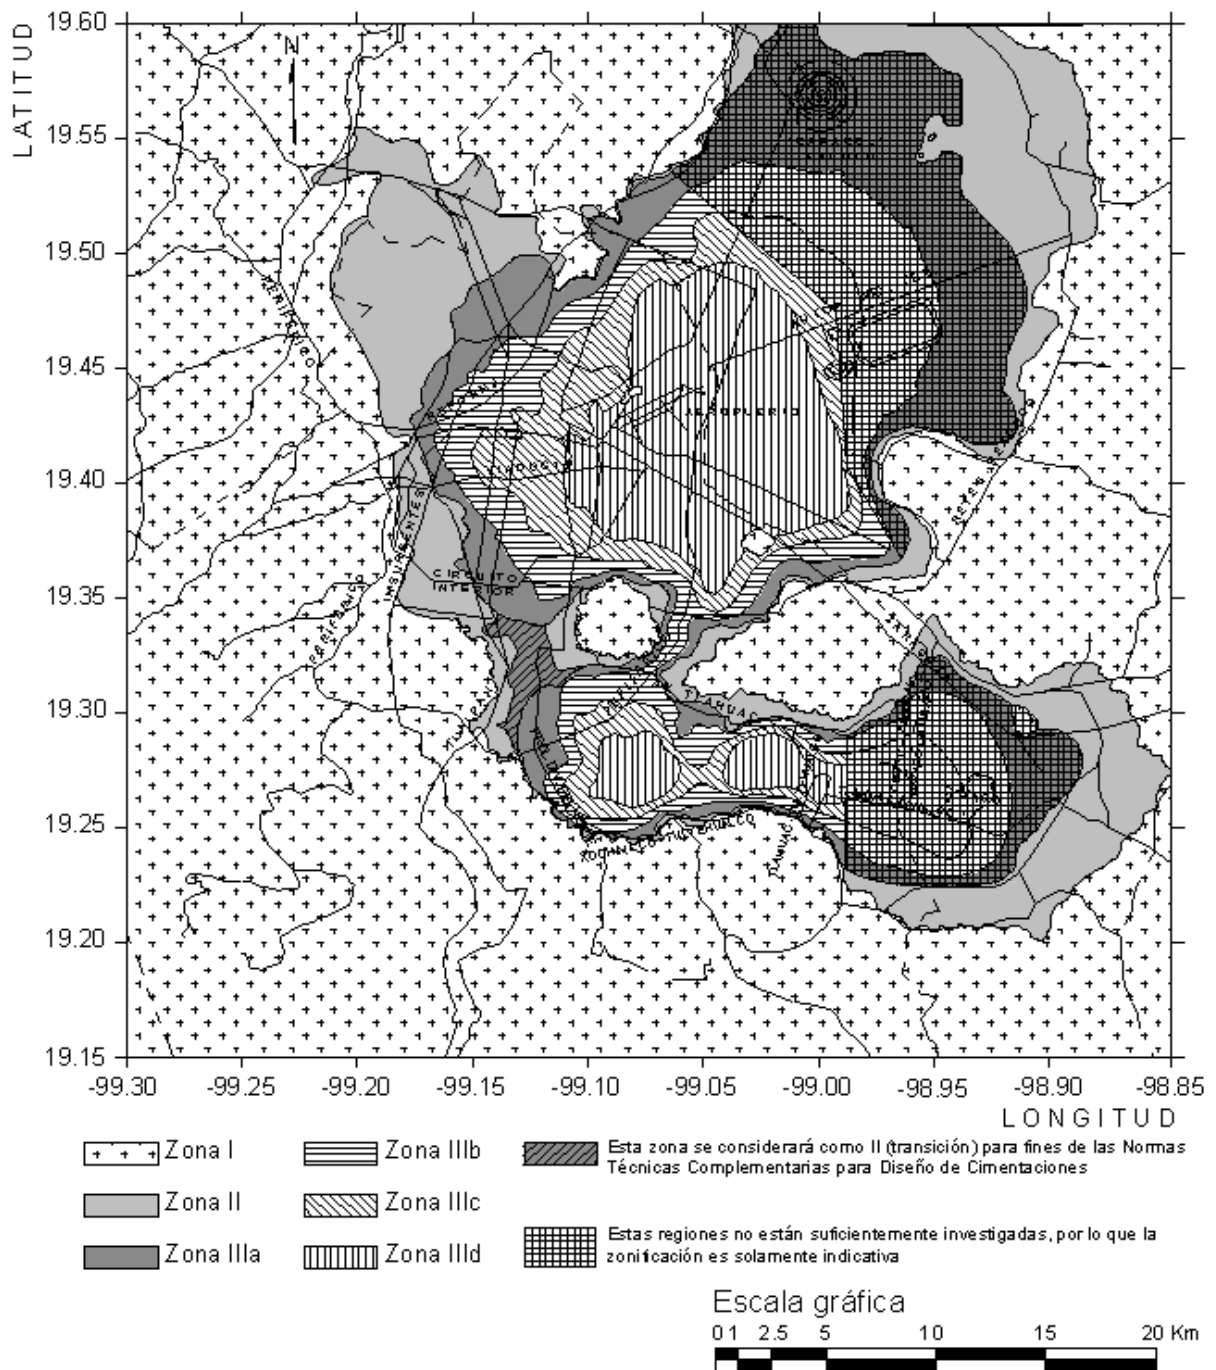 LATITUD
19.60
19.55
19.50
19.45
19.40
19.35
19.30
19.25
19.20
19.15
N
PERIFERICO
AEROPUERTO
CIRCUITO
INTERIOR
INSURGENTES
PERIFERICO
TLAHUAC
TLAHUAC
-99.30
-99.25
-99.20
-99.15
-99.10
-99.05
-99.00
-98.95
-98.90
-98.85
LONGITUD
Zona I
Zona II
Zona IIIa
Zona IIIb
Zona IIIc
Zona IIId
Esta zona se considerará como II (transición) para fines de las Normas
Técnicas Complementarias para Diseño de Cimentaciones
Estas regiones no están suficientemente investigadas, por lo que la
zonificación es solamente indicativa
Escala gráfica
0 1 2.5 5 10 15 20 Km